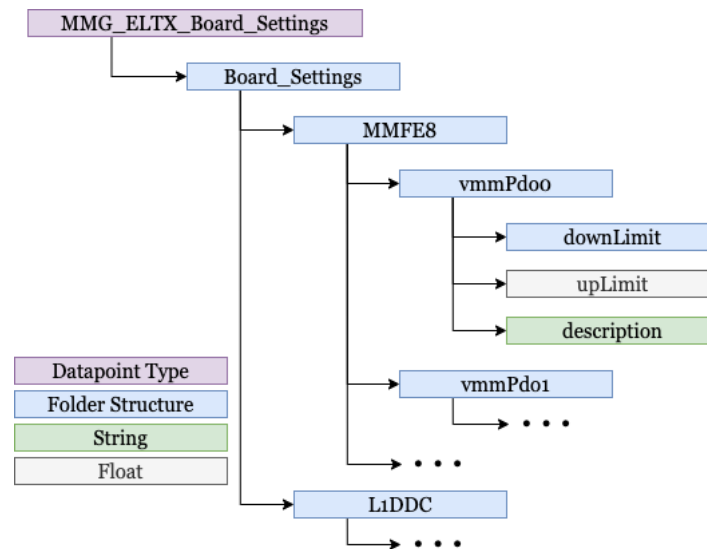 MMG_ELTX_Board_Settings
Board_Settings
MMFE8
vmmPdo0
downLimit
upLimit
description
vmmPdo1
• • •
• • •
L1DDC
• • •
Datapoint Type
Folder Structure
String
Float